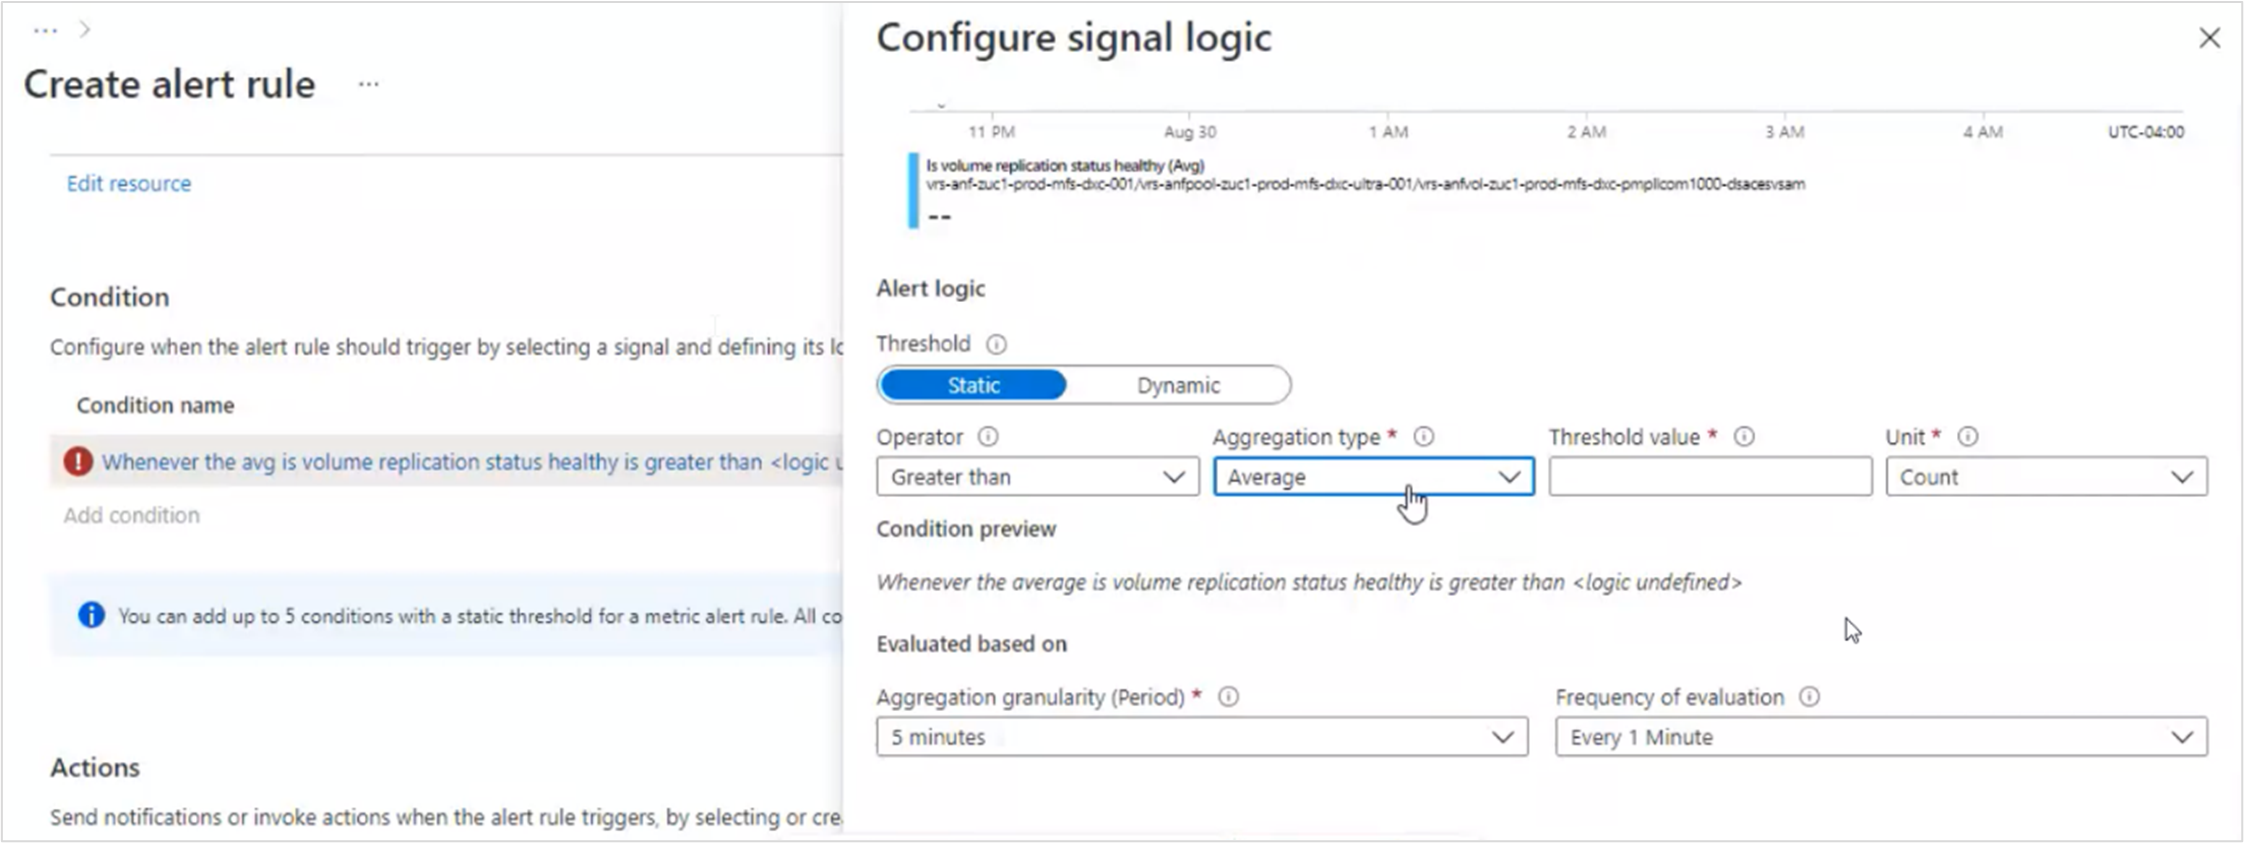 Create alert rule ...
Edit resource
Condition
Configure when the alert rule should trigger by selecting a signal and defining its lo
Condition name
Whenever the avg is volume replication status healthy is greater than <logic u
Add condition
You can add up to 5 conditions with a static threshold for a metric alert rule. All co
Actions
Send notifications or invoke actions when the alert rule triggers, by selecting or cre
Configure signal logic
11 PM Aug 30 1 AM 2 AM 3 AM 4 AM UTC-04:00
Is volume replication status healthy (Avg)
vrs-anf-zuc1-prod-mfs-dxc-001/vrs-anfpool-zuc1-prod-mfs-dxc-ultra-001/vrs-anfvol-zuc1-prod-mfs-dxc-pmplicom1000-dsacesvsam
--
Alert logic
Threshold
Static Dynamic
Operator Aggregation type * Threshold value * Unit *
Greater than Average Count
Condition preview
Whenever the average is volume replication status healthy is greater than <logic undefined>
Evaluated based on
Aggregation granularity (Period) * Frequency of evaluation
5 minutes Every 1 Minute